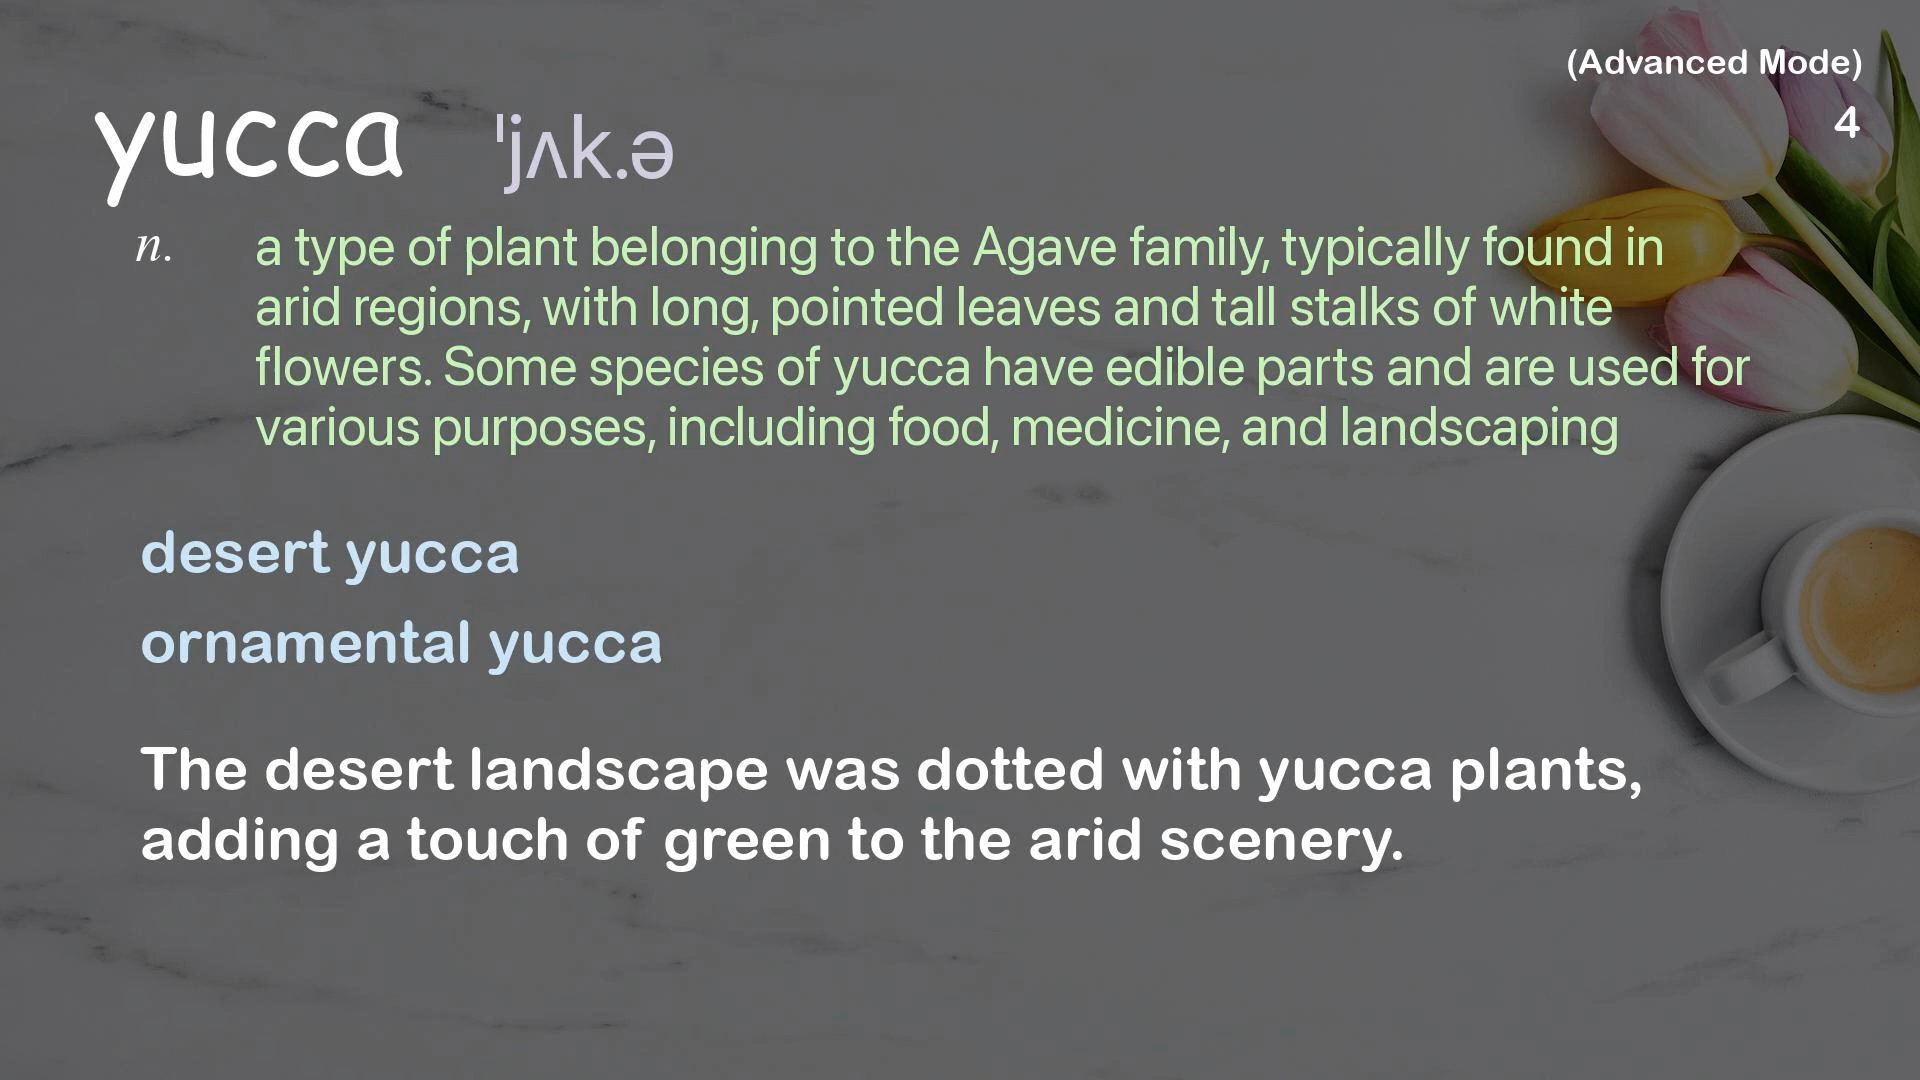 (Advanced Mode)
4
yucca ˈjʌk.ə
n. a type of plant belonging to the Agave family, typically found in
arid regions, with long, pointed leaves and tall stalks of white
flowers. Some species of yucca have edible parts and are used for
various purposes, including food, medicine, and landscaping
desert yucca
ornamental yucca
The desert landscape was dotted with yucca plants,
adding a touch of green to the arid scenery.